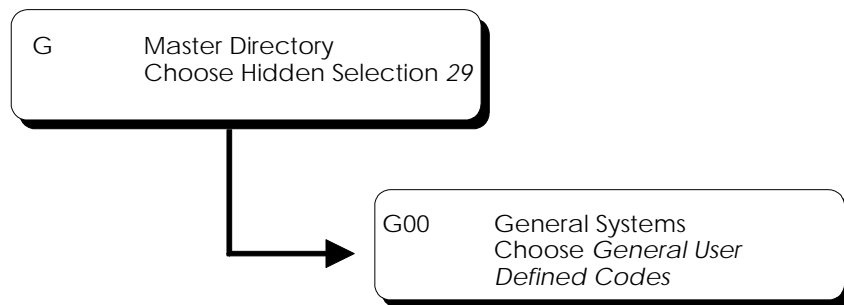 G Master Directory
Choose Hidden Selection 29
G00 General Systems
Choose General User
Defined Codes